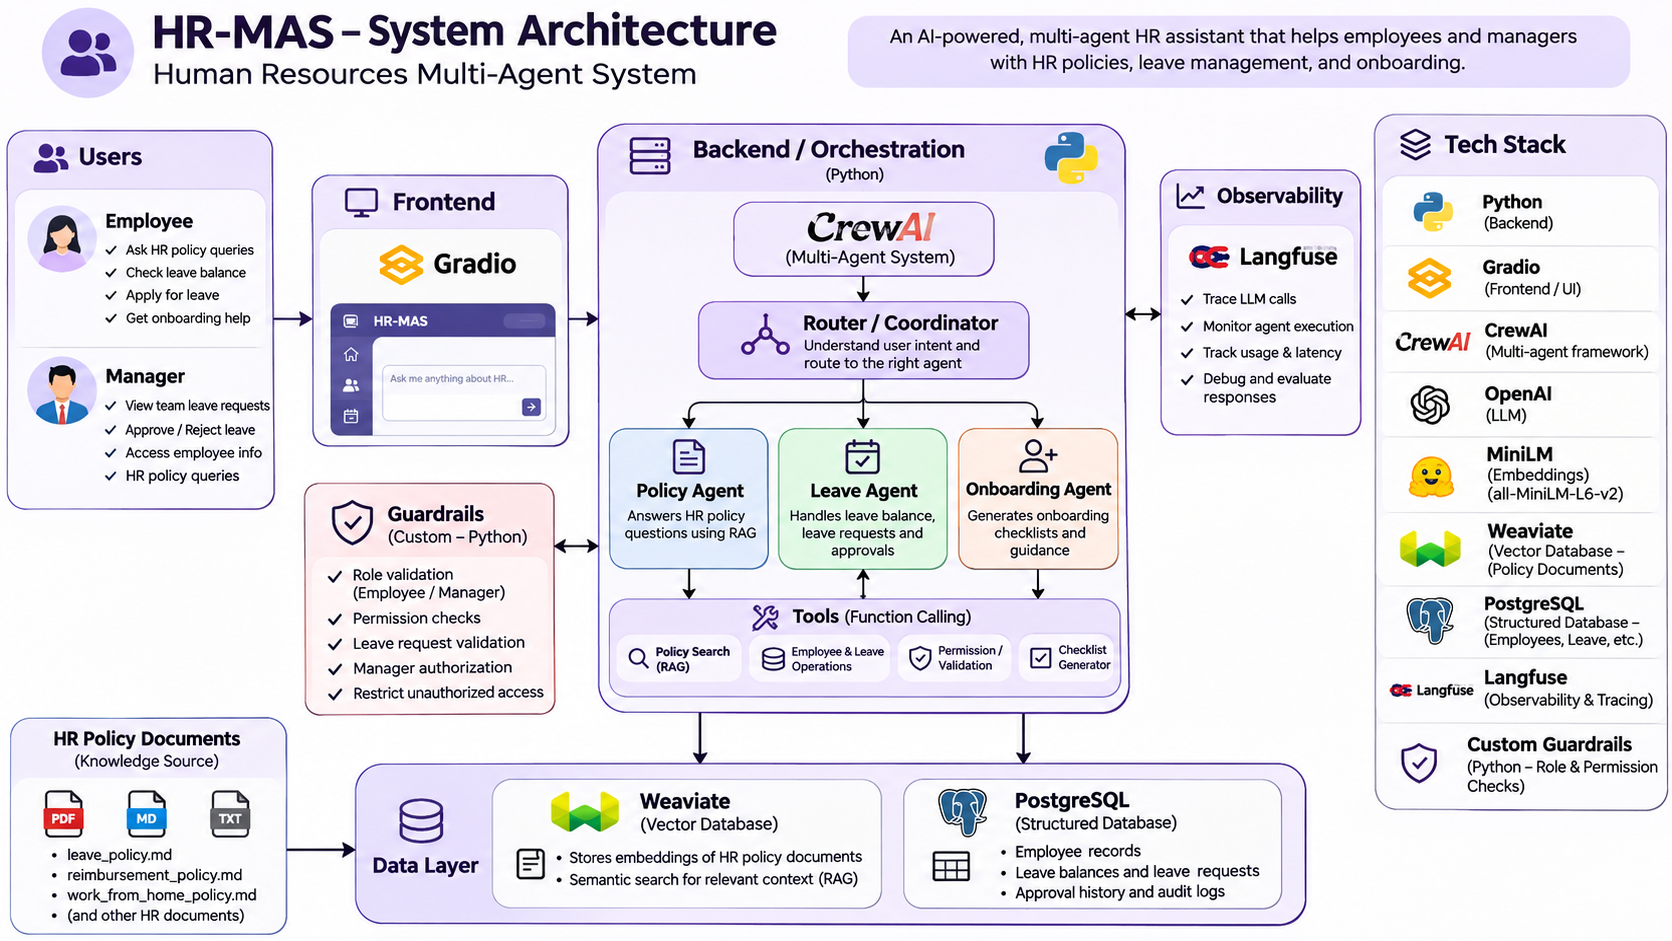 HR-MAS – System Architecture
Human Resources Multi-Agent System
An AI-powered, multi-agent HR assistant that helps employees and managers
with HR policies, leave management, and onboarding.
Users
Employee
Ask HR policy queries
Check leave balance
Apply for leave
Get onboarding help
Manager
View team leave requests
Approve / Reject leave
Access employee info
HR policy queries
Frontend
Gradio
HR-MAS
Ask me anything about HR...
Guardrails
(Custom – Python)
Role validation
(Employee / Manager)
Permission checks
Leave request validation
Manager authorization
Restrict unauthorized access
Backend / Orchestration
(Python)
CrewAI
(Multi-Agent System)
Router / Coordinator
Understand user intent and
route to the right agent
Policy Agent
Answers HR policy
questions using RAG
Leave Agent
Handles leave balance,
leave requests and
approvals
Onboarding Agent
Generates onboarding
checklists and
guidance
Tools (Function Calling)
Policy Search
(RAG)
Employee & Leave
Operations
Permission /
Validation
Checklist
Generator
Observability
Langfuse
Trace LLM calls
Monitor agent execution
Track usage & latency
Debug and evaluate
responses
HR Policy Documents
(Knowledge Source)
PDF
MD
TXT
• leave_policy.md
• reimbursement_policy.md
• work_from_home_policy.md
• (and other HR documents)
Data Layer
Weaviate
(Vector Database)
• Stores embeddings of HR policy documents
• Semantic search for relevant context (RAG)
PostgreSQL
(Structured Database)
• Employee records
• Leave balances and leave requests
• Approval history and audit logs
Tech Stack
Python
(Backend)
Gradio
(Frontend / UI)
CrewAI
CrewAI
(Multi-agent framework)
OpenAI
(LLM)
MiniLM
(Embeddings)
(all-MiniLM-L6-v2)
Weaviate
(Vector Database –
(Policy Documents)
PostgreSQL
(Structured Database –
(Employees, Leave, etc.)
Langfuse
Langfuse
(Observability & Tracing)
Custom Guardrails
(Python – Role & Permission
Checks)